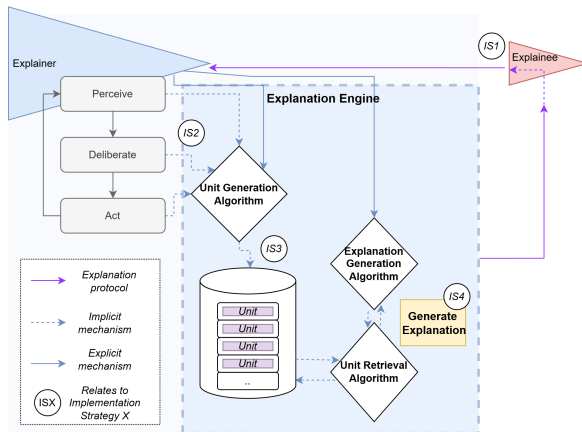 IS1
Explainer
Explainee
Perceive
Explanation Engine
IS2
Deliberate
Unit Generation
Algorithm
Act
IS3
Explanation
Generation
Algorithm
Explanation
protocol
IS4
Unit
Generate
Explanation
Implicit
mechanism
Unit
Unit
Unit
Unit Retrieval
Algorithm
Explicit
mechanism
..
ISX
Relates to
Implementation
Strategy X